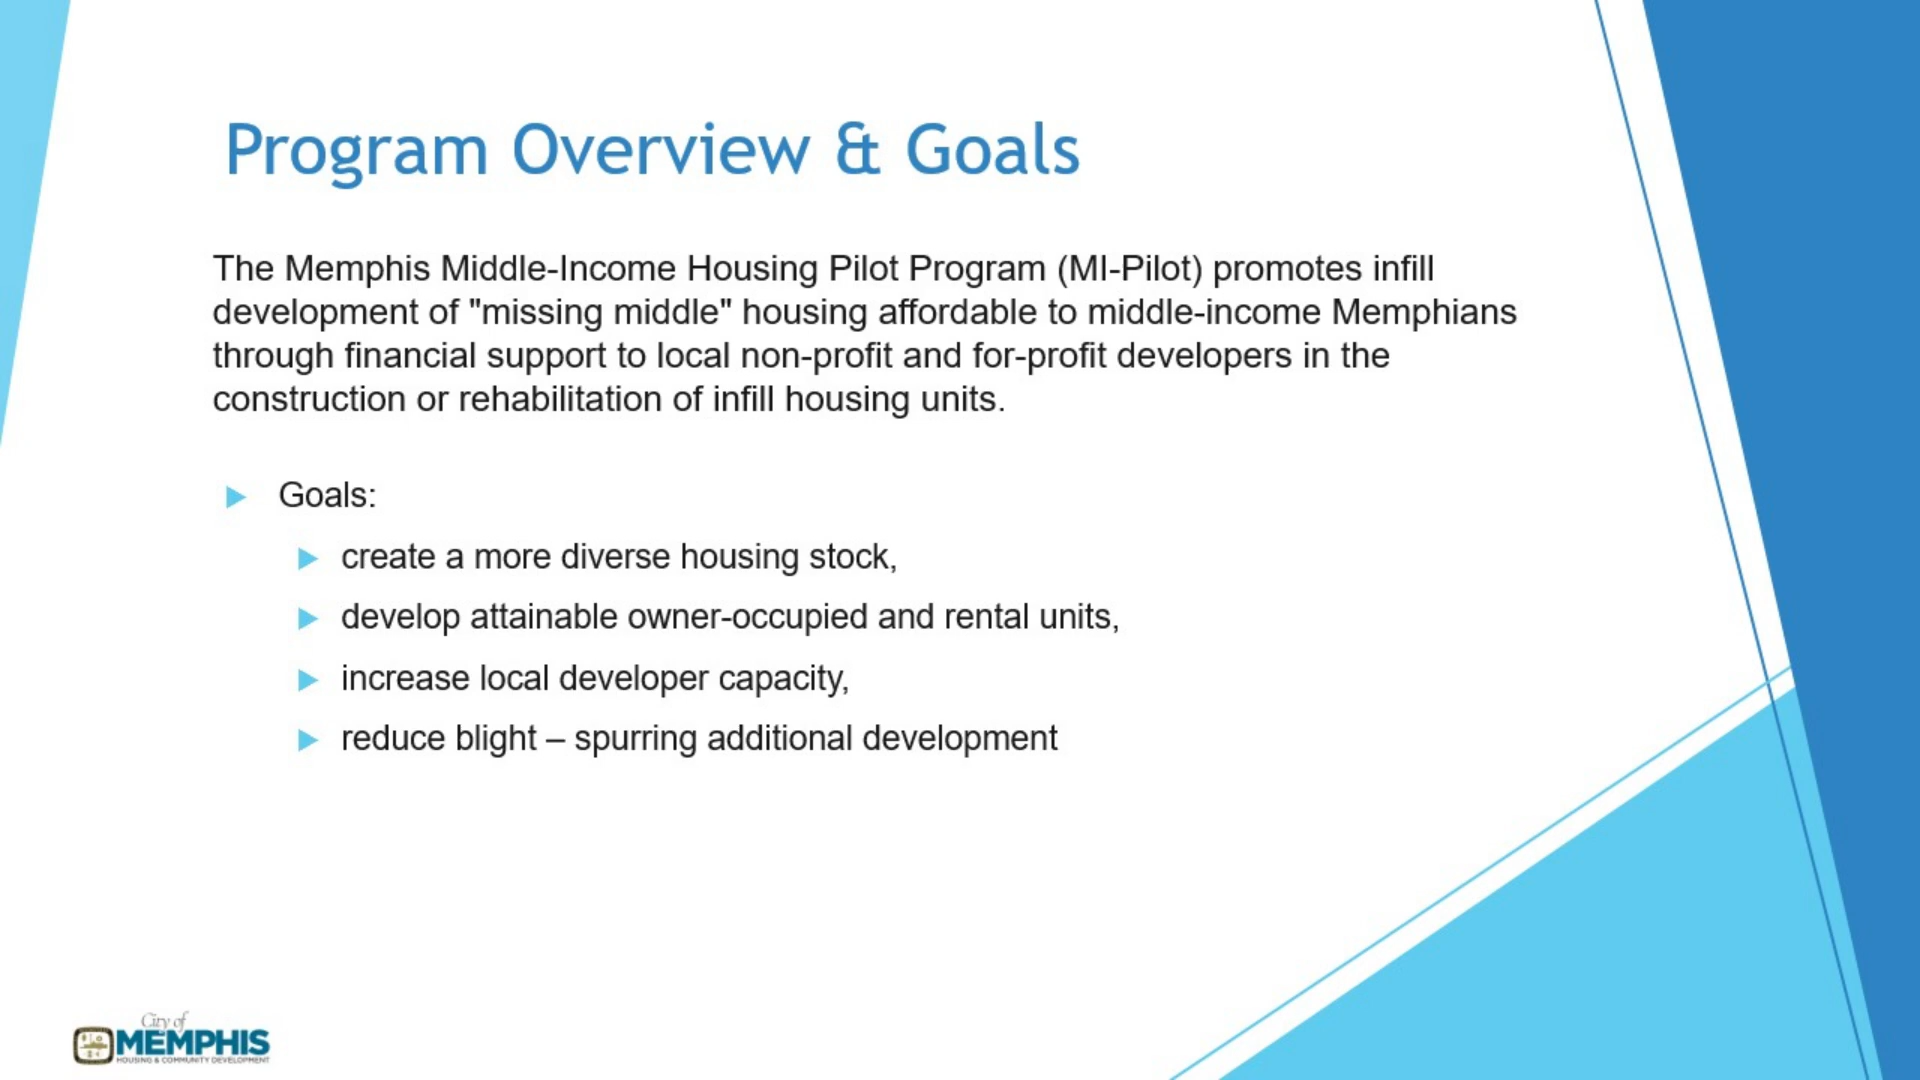 Program Overview & Goals
The Memphis Middle-Income Housing Pilot Program (MI-Pilot) promotes infill
development of "missing middle" housing affordable to middle-income Memphians
through financial support to local non-profit and for-profit developers in the
construction or rehabilitation of infill housing units.
Goals:
create a more diverse housing stock,
develop attainable owner-occupied and rental units,
increase local developer capacity,
reduce blight – spurring additional development
City of
MEMPHIS
HOUSING & COMMUNITY DEVELOPMENT